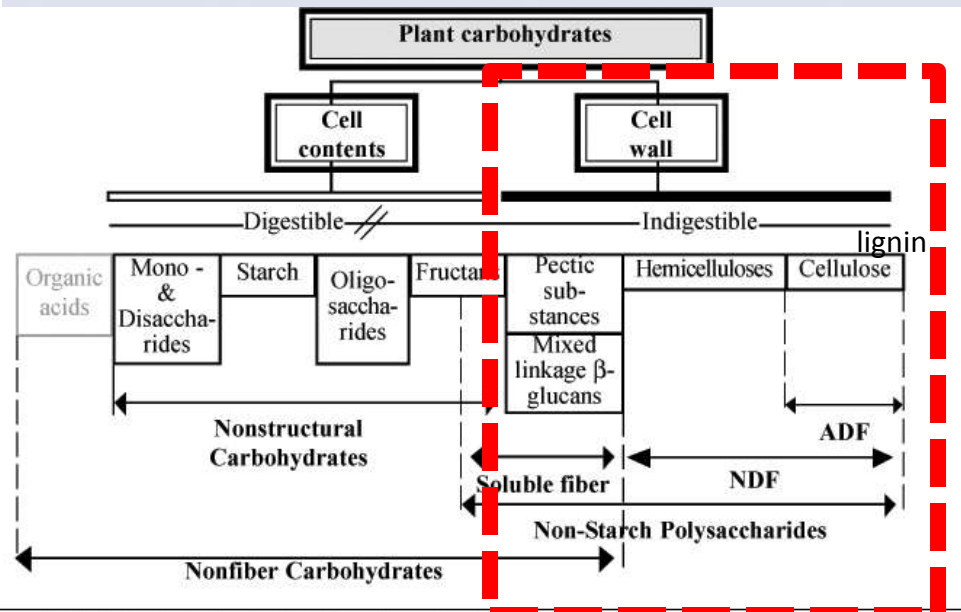 Plant carbohydrates
Cell
contents
Cell
wall
Digestible
Indigestible
lignin
Organic
acids
Mono -
&
Disaccha-
rides
Starch
Oligo-
saccha-
rides
Fructans
Pectic
sub-
stances
Mixed
linkage β-
glucans
Hemicelluloses
Cellulose
Nonstructural
Carbohydrates
ADF
Soluble fiber
NDF
Non-Starch Polysaccharides
Nonfiber Carbohydrates